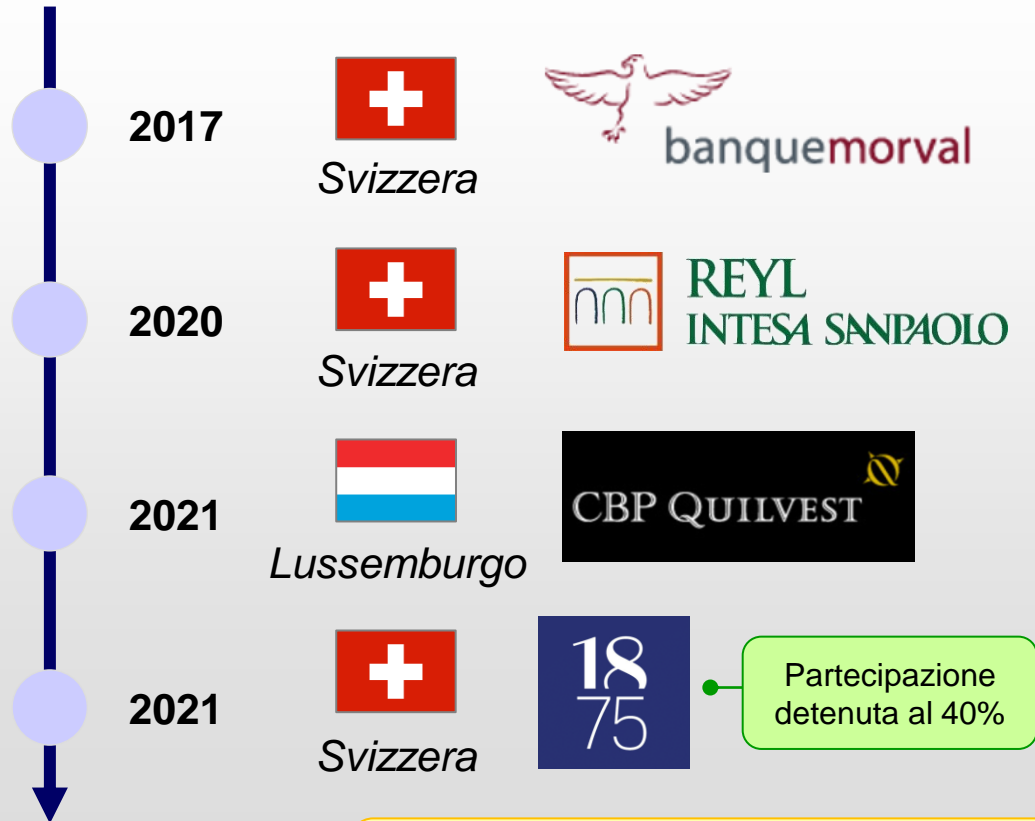 2017
Svizzera
banquemorval
2020
Svizzera
REYL
INTESA SANPAOLO
2021
Lussemburgo
CBP QUILVEST
2021
Svizzera
18
75
Partecipazione
detenuta al 40%